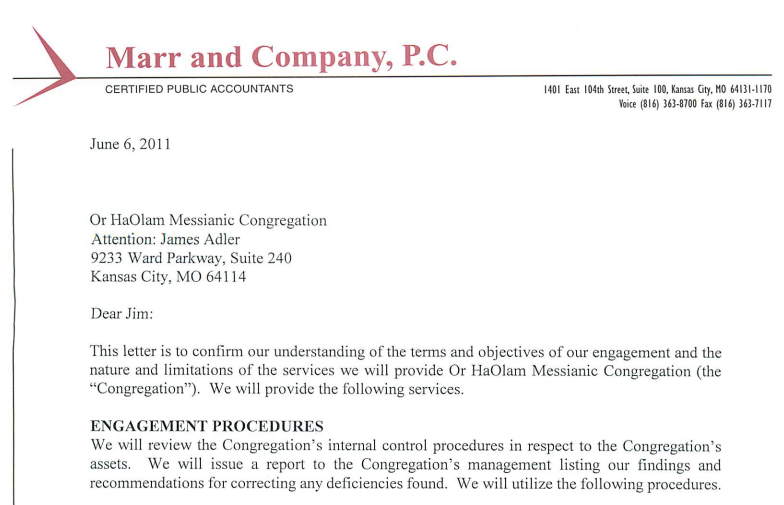 Marr and Company, P.C.
CERTIFIED PUBLIC ACCOUNTANTS
1401 East 104th Street, Suite 100, Kansas City, MO 64131-1170
Voice (816) 363-8700 Fax (816) 363-7117
June 6, 2011
Or HaOlam Messianic Congregation
Attention: James Adler
9233 Ward Parkway, Suite 240
Kansas City, MO 64114
Dear Jim:
This letter is to confirm our understanding of the terms and objectives of our engagement and the
nature and limitations of the services we will provide Or HaOlam Messianic Congregation (the
“Congregation”). We will provide the following services.
ENGAGEMENT PROCEDURES
We will review the Congregation’s internal control procedures in respect to the Congregation’s
assets. We will issue a report to the Congregation’s management listing our findings and
recommendations for correcting any deficiencies found. We will utilize the following procedures.